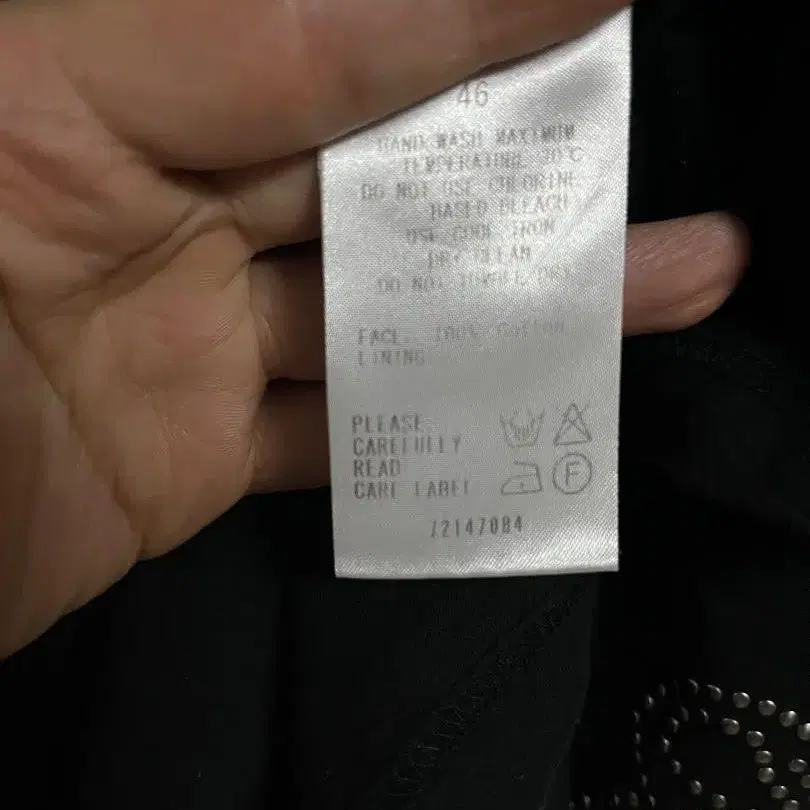 46
HAND WASH MAXIMUM
TEMPERATURE 30°C
DO NOT USE CHLORINE
BASED BLEACH
USE COOL IRON
DRY CLEAN
DO NOT TUMBLE DRY
FACE: 100% Cotton
LINING
PLEASE
CAREFULLY
READ
CARE LABEL
F